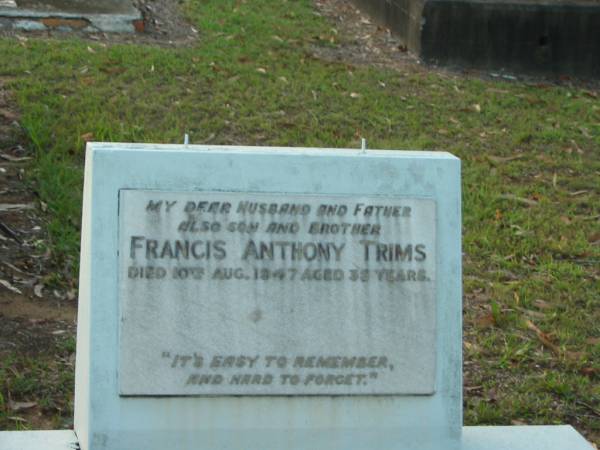 MY DEAR HUSBAND AND FATHER
ALSO SON AND BROTHER
FRANCIS ANTHONY TRIMS
DIED 10TH AUG. 1947 AGED 38 YEARS.
"IT'S EASY TO REMEMBER,
AND HARD TO FORGET."